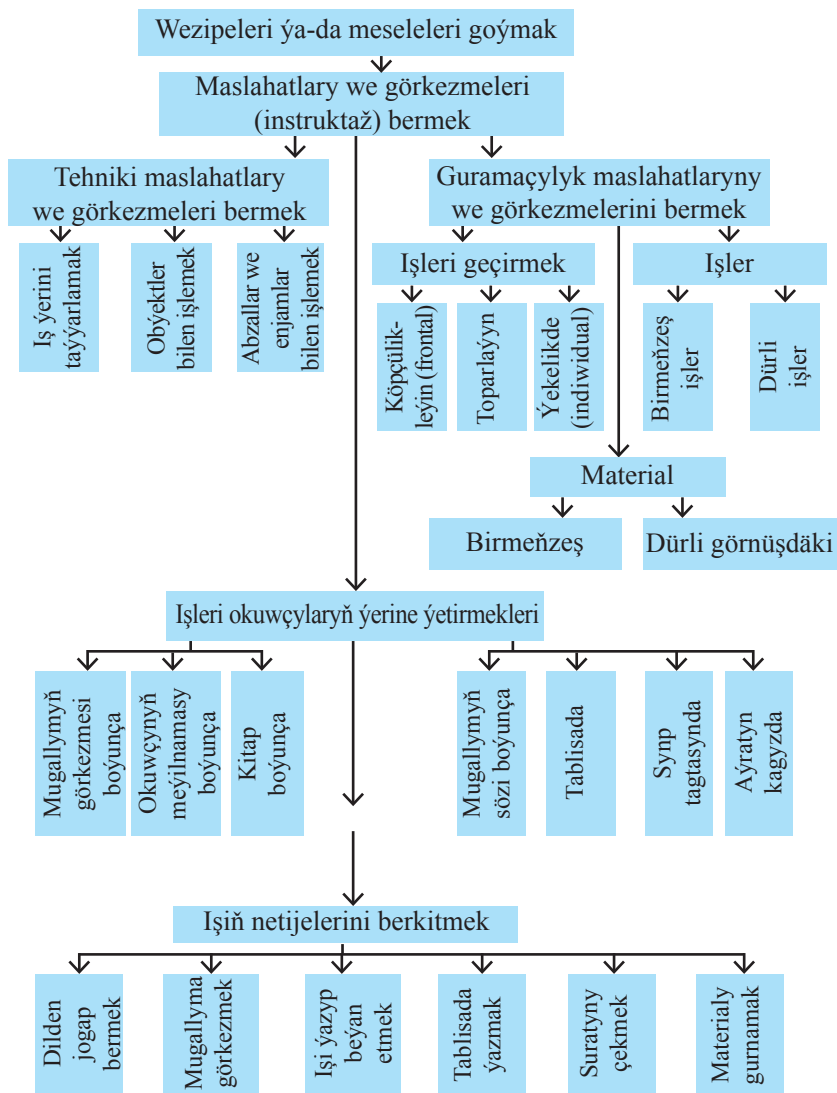 Wezipeleri ýa-da meseleleri goýmak
Maslahatlary we görkezmeleri
(instruktaž) bermek
Tehniki maslahatlary
we görkezmeleri bermek
Guramaçylyk maslahatlaryny
we görkezmelerini bermek
Iş ýerini
taýýarlamak
Obýektler
bilen işlemek
Abzallar we
enjamlar
bilen işlemek
Işleri geçirmek
Işler
Köpçülik-
leýin (frontal)
Toparlaýyn
Ýekelikde
(individual)
Birmeňzeş
işler
Dürli
işler
Material
Birmeňzeş
Dürli görnüşdäki
Işleri okuwçylaryň ýerine ýetirmekleri
Mugallymyň
görkezmesi
boýunça
Okuwçynyň
meýilnamasy
boýunça
Kitap
boýunça
Mugallymyň
sözi boýunça
Tablisada
Synp
tagtasynda
Aýratyn
kagyzda
Işiň netijelerini berkitmek
Dilden
jogap
bermek
Mugallyma
görkezmek
Işi ýazyp
beýan
etmek
Tablisada
ýazmak
Suratyny
çekmek
Materialy
gurnamak